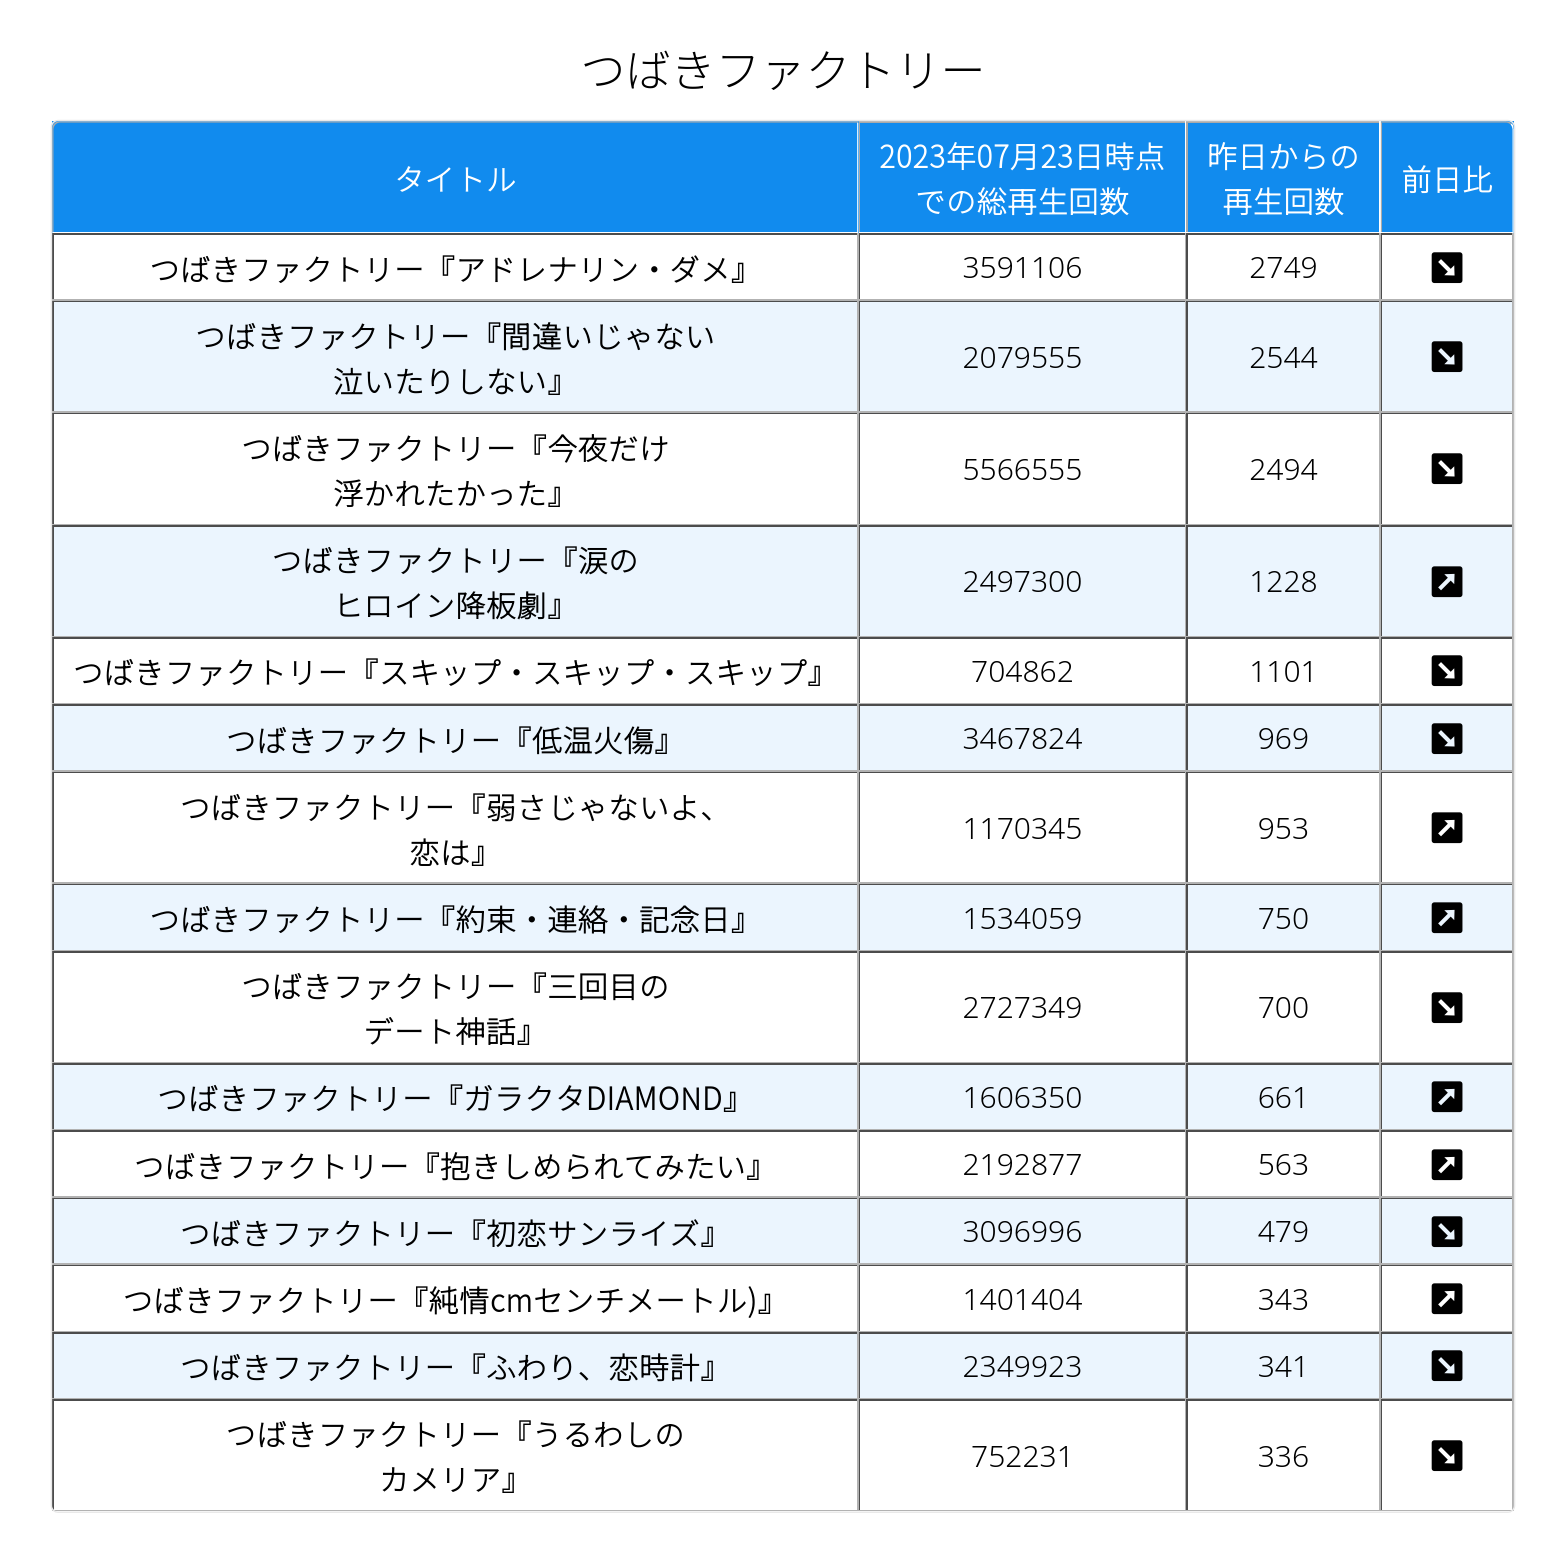 つばきファクトリー
タイトル
2023年07月23日時点
での総再生回数
昨日からの
再生回数
前日比
つばきファクトリー『アドレナリン・ダメ』 3591106 2749 ↘
つばきファクトリー『間違いじゃない
泣いたりしない』 2079555 2544 ↘
つばきファクトリー『今夜だけ
浮かれたかった』 5566555 2494 ↘
つばきファクトリー『涙の
ヒロイン降板劇』 2497300 1228 ↗
つばきファクトリー『スキップ・スキップ・スキップ』 704862 1101 ↘
つばきファクトリー『低温火傷』 3467824 969 ↘
つばきファクトリー『弱さじゃないよ、
恋は』 1170345 953 ↗
つばきファクトリー『約束・連絡・記念日』 1534059 750 ↗
つばきファクトリー『三回目の
デート神話』 2727349 700 ↘
つばきファクトリー『ガラクタDIAMOND』 1606350 661 ↗
つばきファクトリー『抱きしめられてみたい』 2192877 563 ↗
つばきファクトリー『初恋サンライズ』 3096996 479 ↘
つばきファクトリー『純情cmセンチメートル)』 1401404 343 ↗
つばきファクトリー『ふわり、恋時計』 2349923 341 ↘
つばきファクトリー『うるわしの
カメリア』 752231 336 ↘